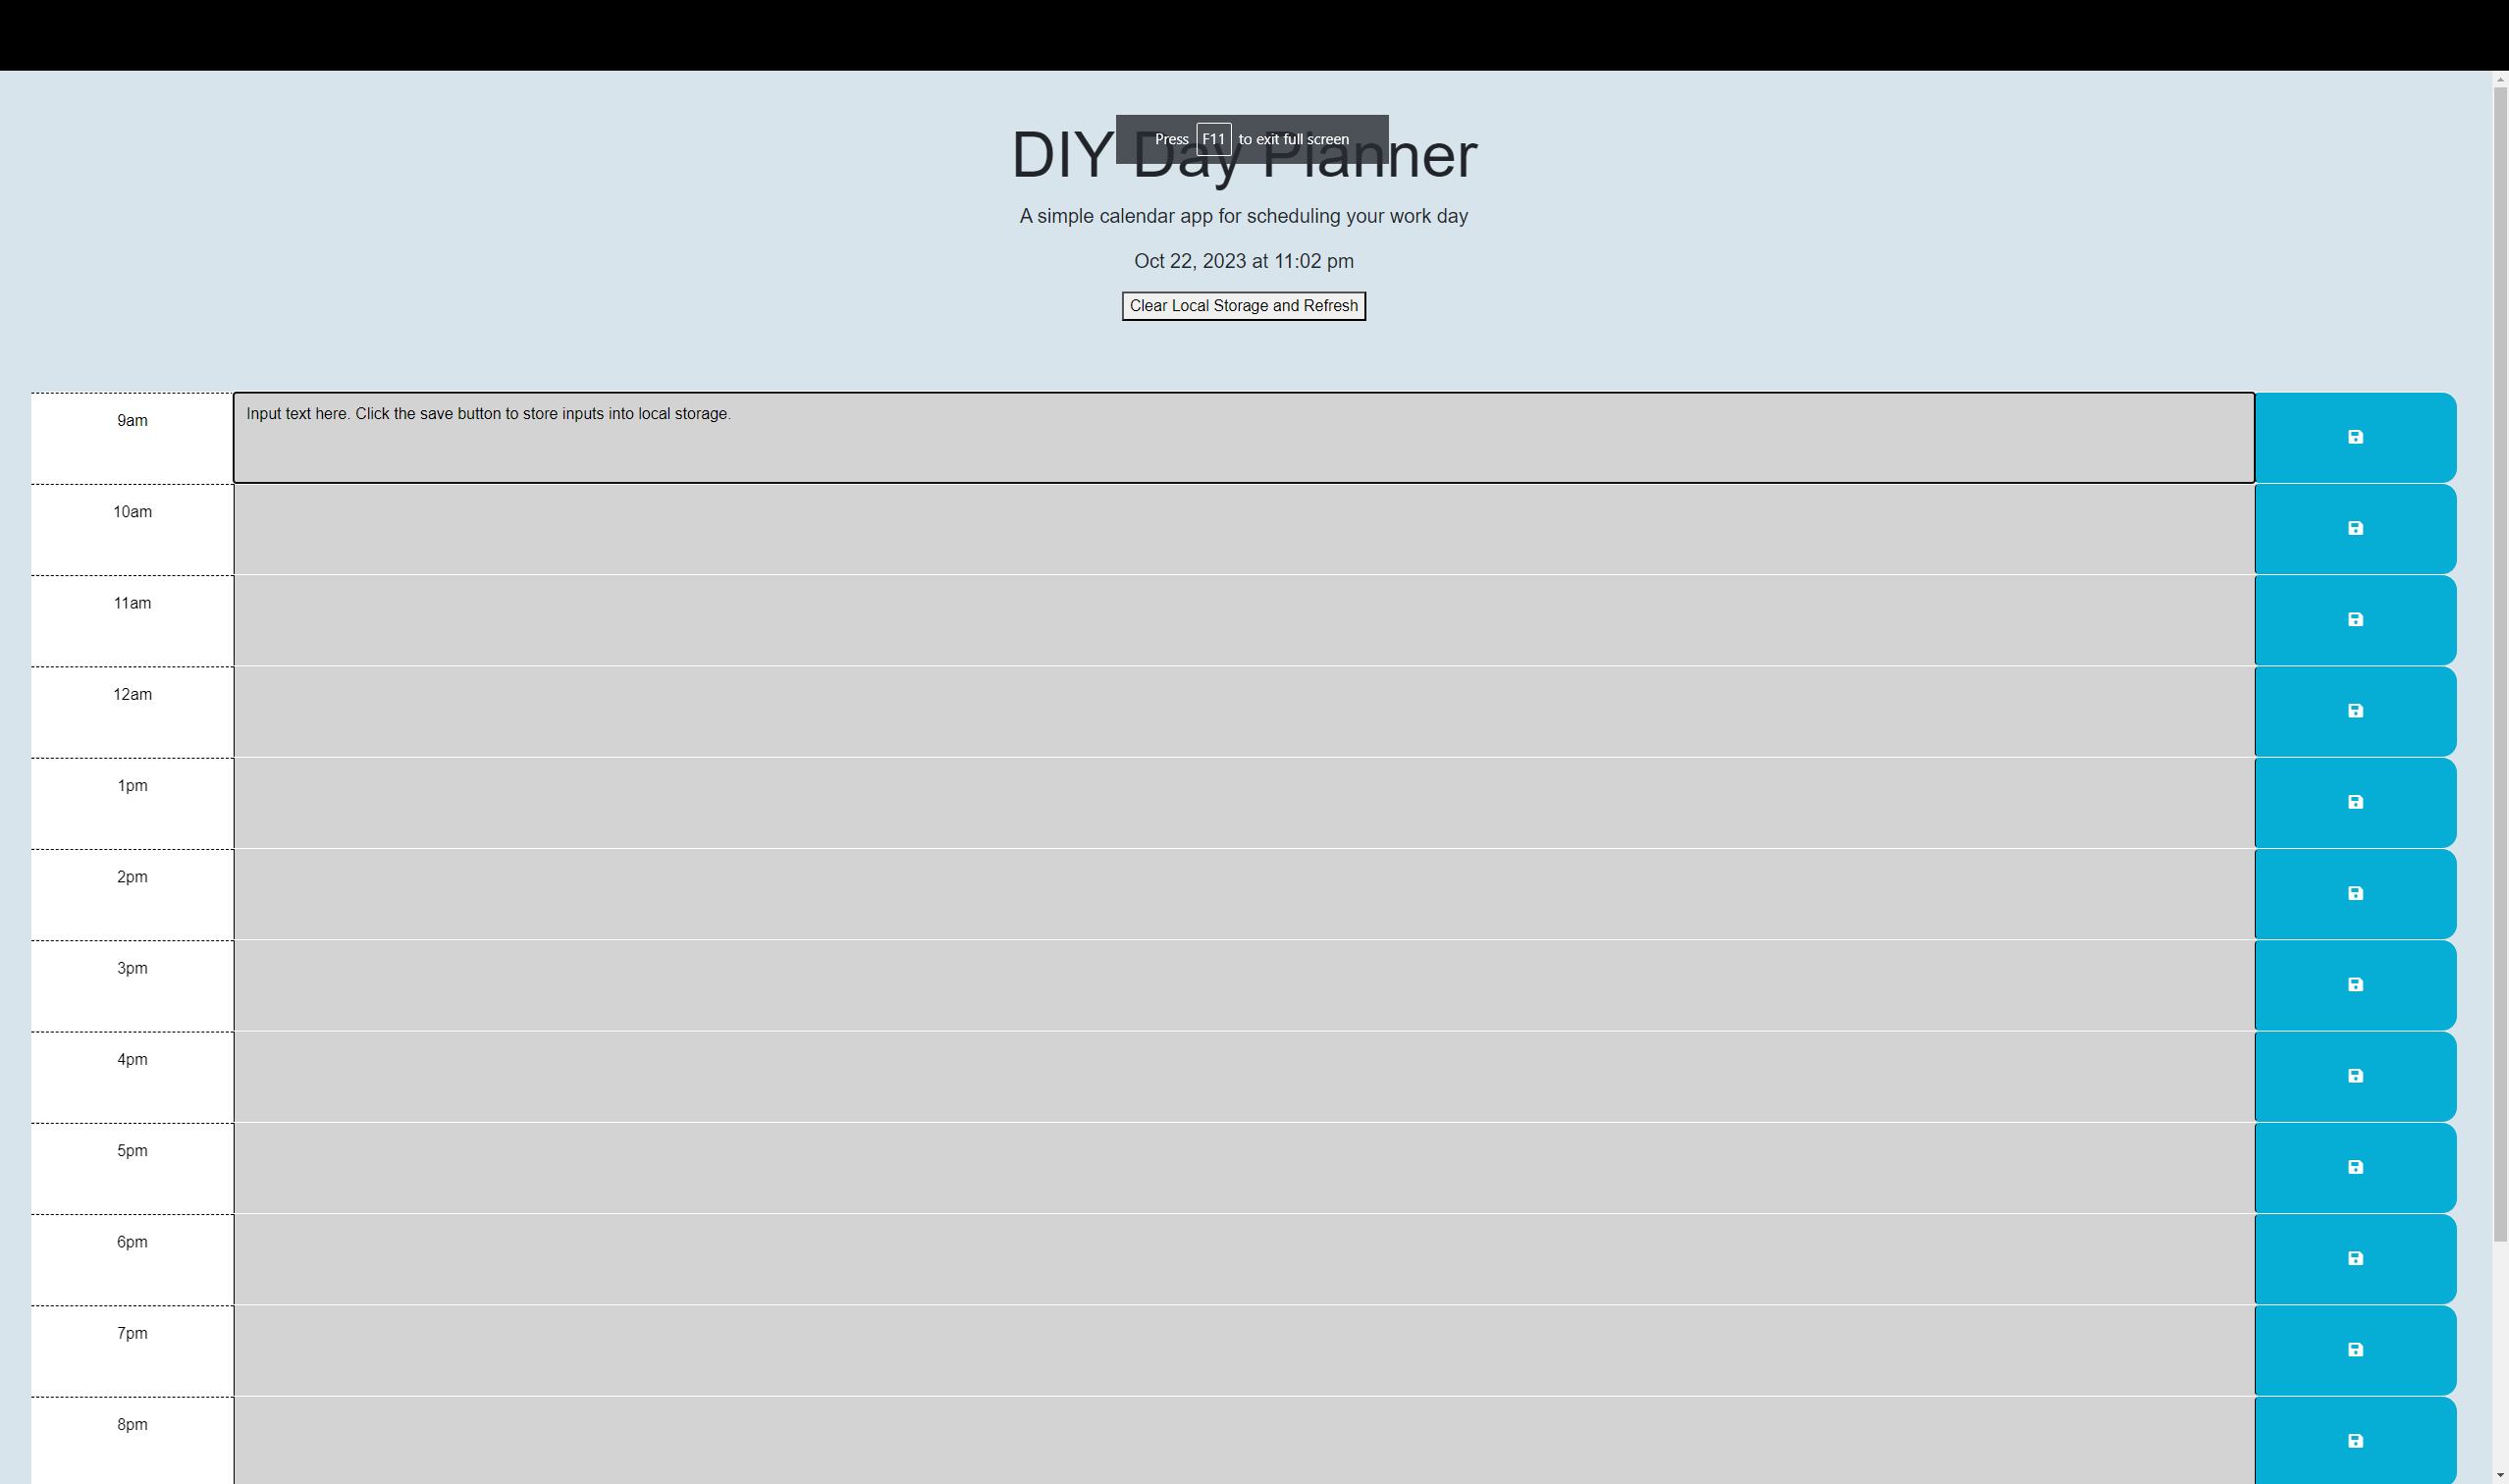 Press F11 to exit full screen
DIY Day Planner
A simple calendar app for scheduling your work day
Oct 22, 2023 at 11:02 pm
Clear Local Storage and Refresh
9am
Input text here. Click the save button to store inputs into local storage.
10am
11am
12am
1pm
2pm
3pm
4pm
5pm
6pm
7pm
8pm